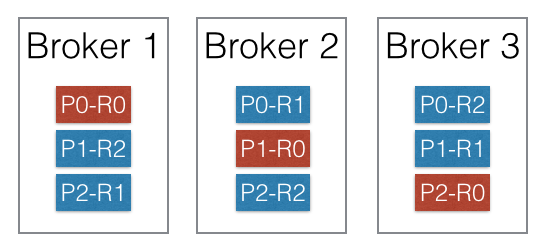 Broker 1
P0-R0
P1-R2
P2-R1
Broker 2
P0-R1
P1-R0
P2-R2
Broker 3
P0-R2
P1-R1
P2-R0